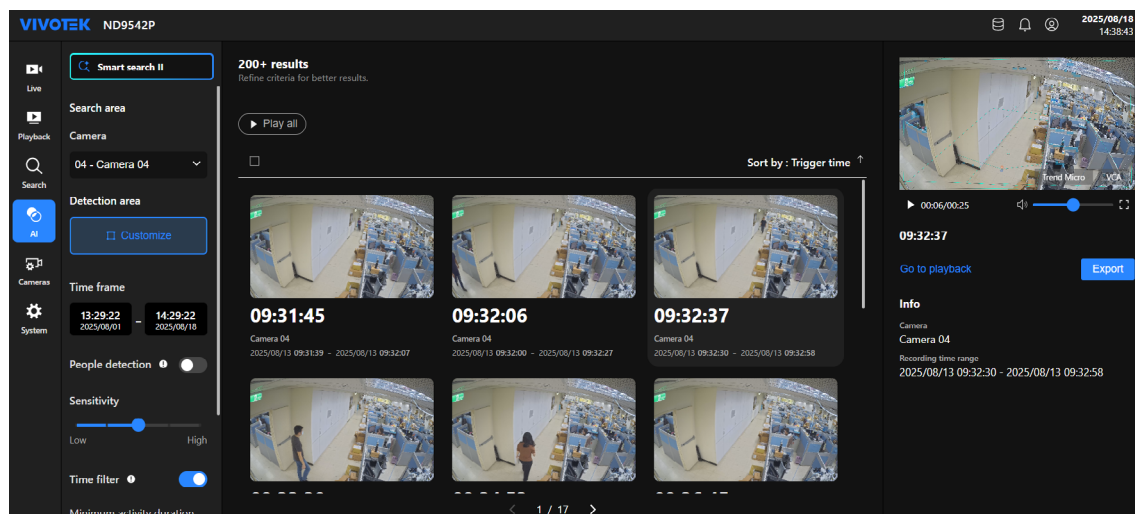 VIVOTEK ND9542P
2025/08/18
14:38:43
Live
Playback
Search
AI
Cameras
System
Smart search II
Search area
Camera
04 - Camera 04
Detection area
Customize
Time frame
13:29:22
2025/08/01
–
14:29:22
2025/08/18
People detection
Sensitivity
Low High
Time filter
Minimum activity duration
200+ results
Refine criteria for better results.
Play all
Sort by : Trigger time
09:31:45
Camera 04
2025/08/13 09:31:39 - 2025/08/13 09:32:07
09:32:06
Camera 04
2025/08/13 09:32:00 - 2025/08/13 09:32:27
09:32:37
Camera 04
2025/08/13 09:32:30 - 2025/08/13 09:32:58
1 / 17
Trend Micro VCA
00:06/00:25
09:32:37
Go to playback
Export
Info
Camera
Camera 04
Recording time range
2025/08/13 09:32:30 - 2025/08/13 09:32:58